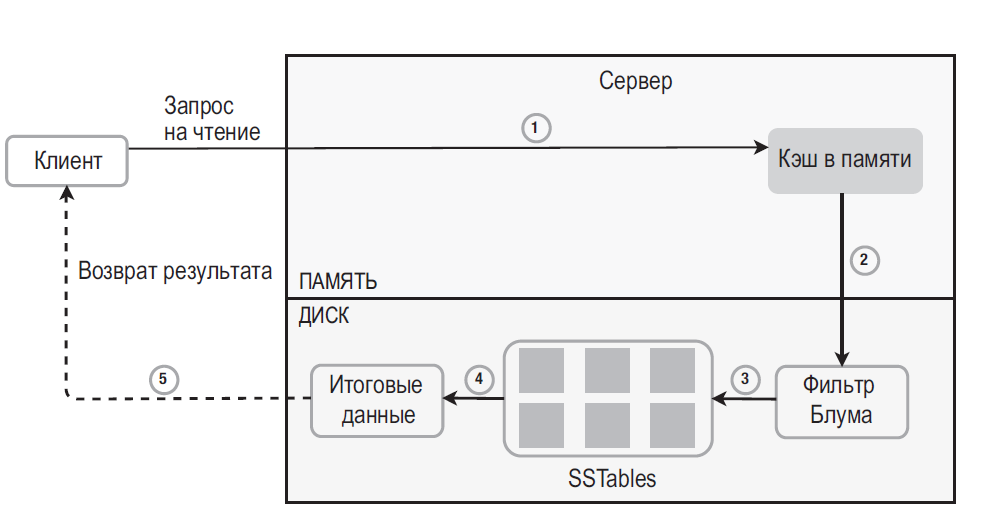 Сервер
Запрос
на чтение
1
Клиент
Кэш в памяти
2
Возврат результата
ПАМЯТЬ
ДИСК
5
Итоговые
данные
4
3
Фильтр
Блума
SSTables